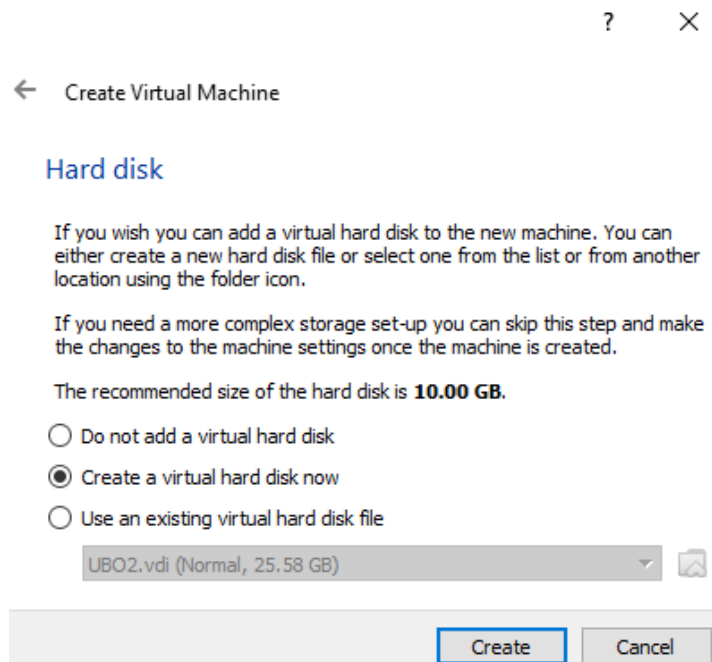 ?
Create Virtual Machine
Hard disk
If you wish you can add a virtual hard disk to the new machine. You can
either create a new hard disk file or select one from the list or from another
location using the folder icon.
If you need a more complex storage set-up you can skip this step and make
the changes to the machine settings once the machine is created.
The recommended size of the hard disk is 10.00 GB.
Do not add a virtual hard disk
Create a virtual hard disk now
Use an existing virtual hard disk file
UBO2.vdi (Normal, 25.58 GB)
Create Cancel